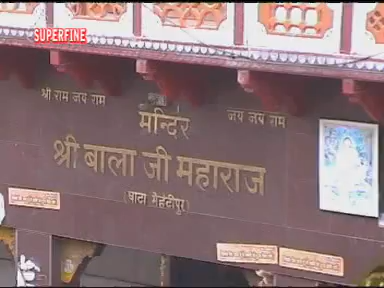 SUPERFINE
श्री राम जय राम
जय जय राम
मन्दिर
श्री बाला जी महाराज
(घाटा मैहंदीपुर)